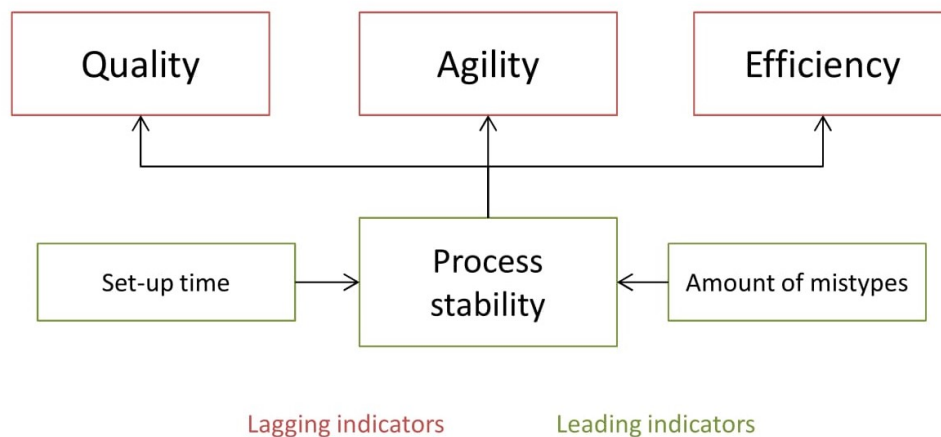 Quality
Agility
Efficiency
Set-up time
Process
stability
Amount of mistypes
Lagging indicators
Leading indicators